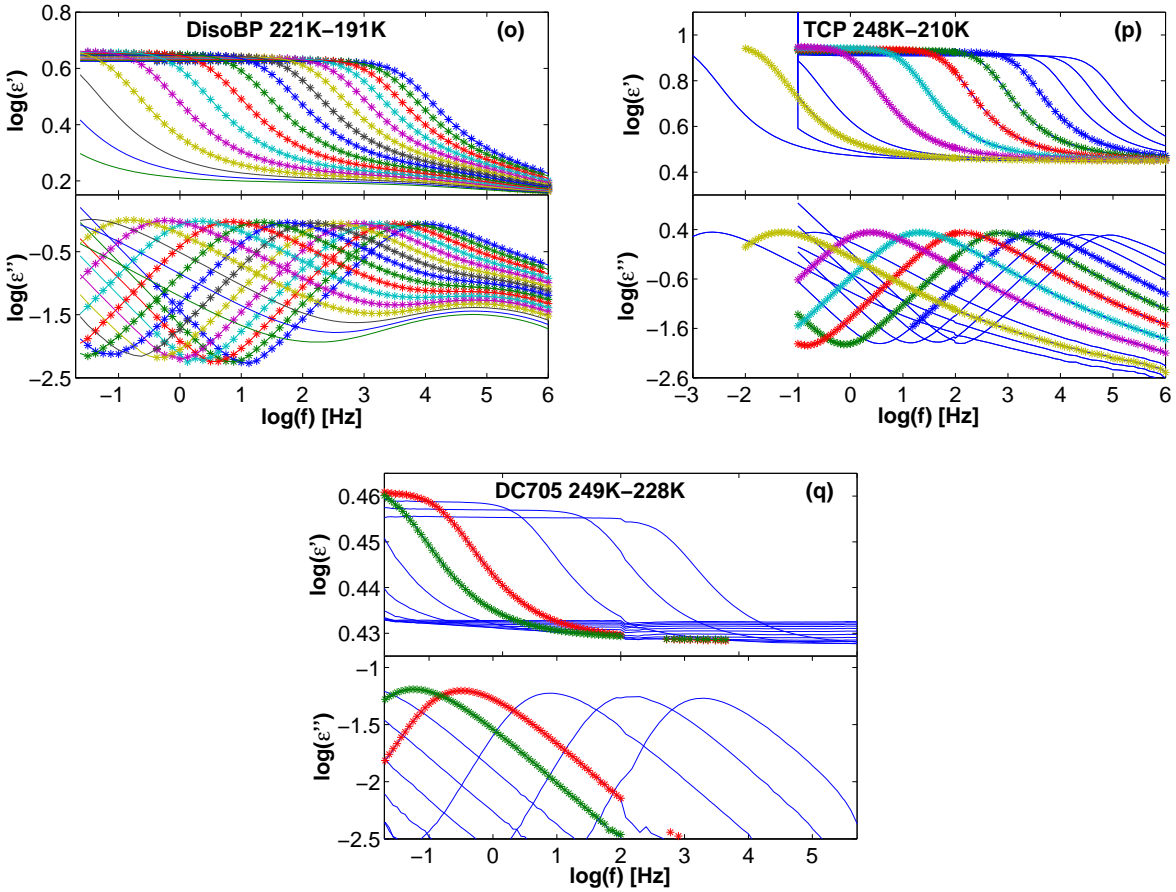 DisoBP 221K−191K (o)
0.8
0.6
0.4
0.2
log(ε')
−0.5
−1.5
−2.5
log(ε'')
−1 0 1 2 3 4 5 6
log(f) [Hz]
TCP 248K−210K (p)
1
0.8
0.6
0.4
log(ε')
0.4
−0.6
−1.6
−2.6
log(ε'')
−3 −2 −1 0 1 2 3 4 5 6
log(f) [Hz]
DC705 249K−228K (q)
0.46
0.45
0.44
0.43
log(ε')
−1
−1.5
−2
−2.5
log(ε'')
−1 0 1 2 3 4 5
log(f) [Hz]